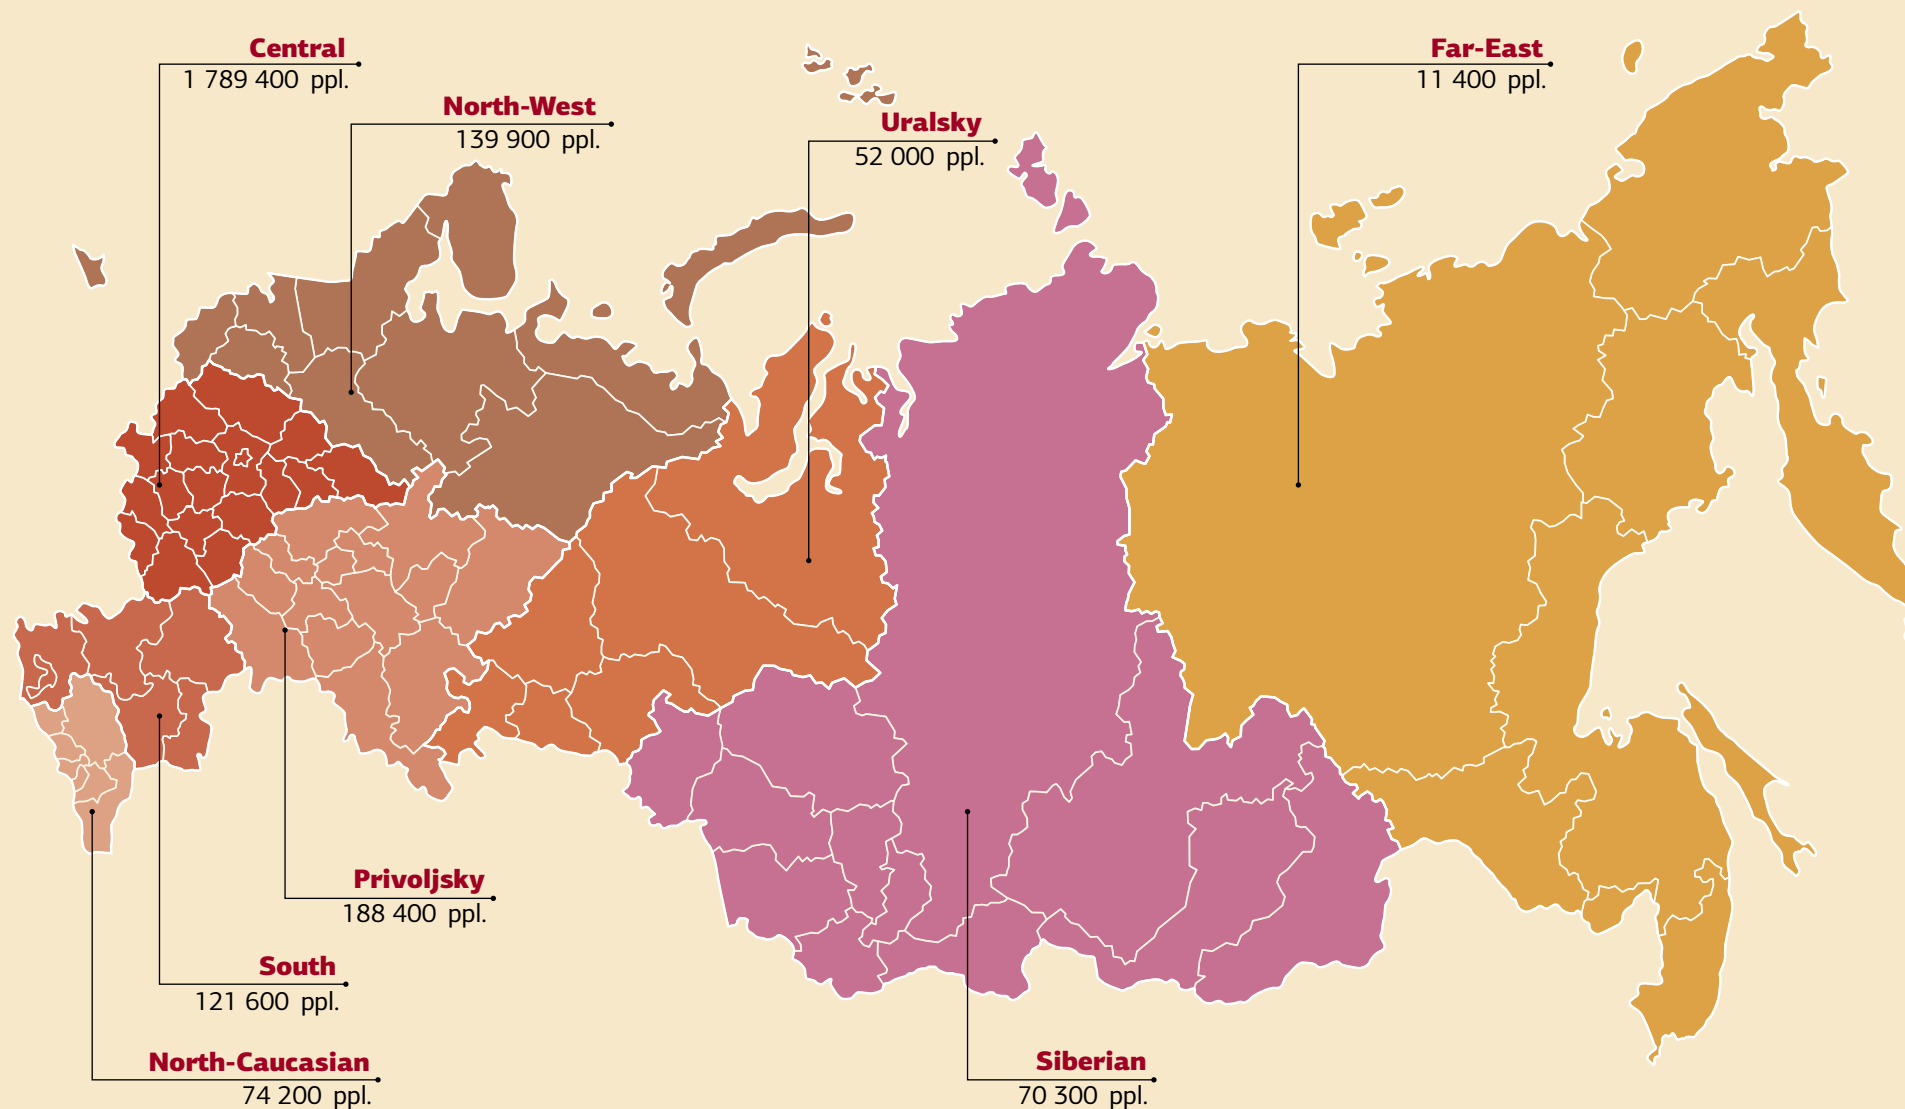 Central
1 789 400 ppl.
Far-East
11 400 ppl.
North-West
139 900 ppl.
Uralsky
52 000 ppl.
Privoljsky
188 400 ppl.
South
121 600 ppl.
North-Caucasian
74 200 ppl.
Siberian
70 300 ppl.